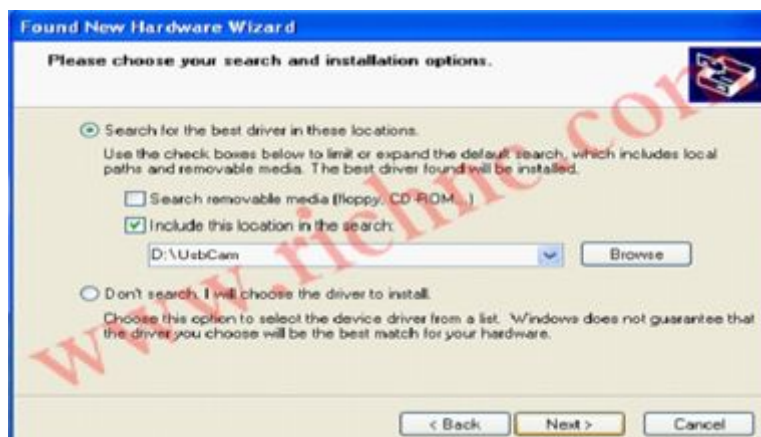 Found New Hardware Wizard
Please choose your search and installation options.
Search for the best driver in these locations.
Use the check boxes below to limit or expand the default search, which includes local
paths and removable media. The best driver found will be installed.
Search removable media (floppy, CD-ROM...)
Include this location in the search:
D:\UsbCam
Browse
Don't search. I will choose the driver to install.
Choose this option to select the device driver from a list. Windows does not guarantee that
the driver you choose will be the best match for your hardware.
< Back
Next >
Cancel
www.richnc.com